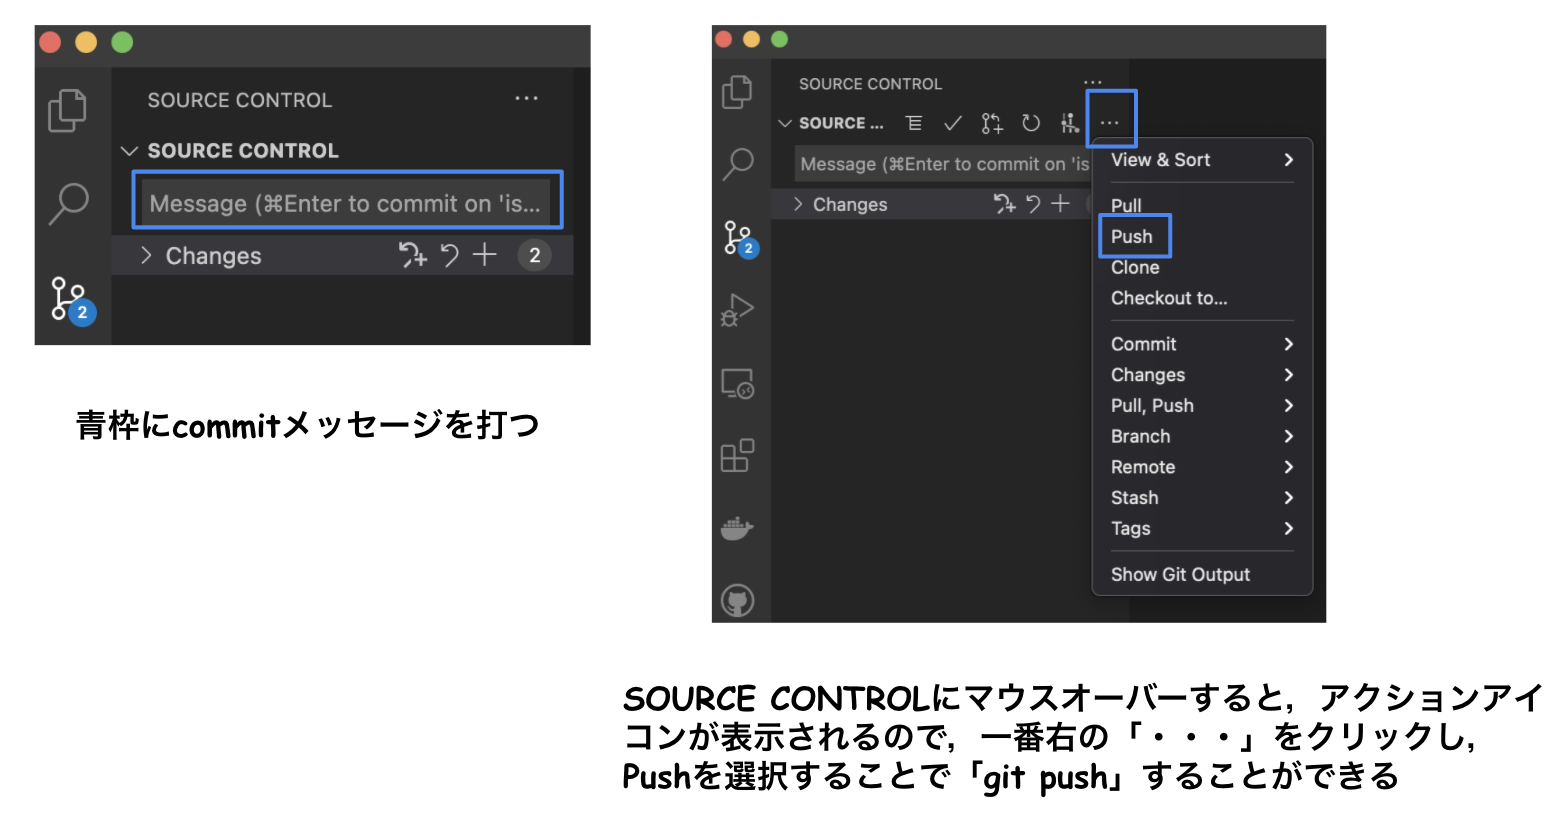 SOURCE CONTROL ...
SOURCE CONTROL
Message (⌘Enter to commit on 'is...
Changes 2
2
青枠にcommitメッセージを打つ
SOURCE CONTROL ...
SOURCE ... ...
Message (⌘Enter to commit on 'is
Changes
2
View & Sort
Pull
Push
Clone
Checkout to...
Commit
Changes
Pull, Push
Branch
Remote
Stash
Tags
Show Git Output
SOURCE CONTROLにマウスオーバーすると，アクションアイ
コンが表示されるので，一番右の「・・・」をクリックし，
Pushを選択することで「git push」することができる